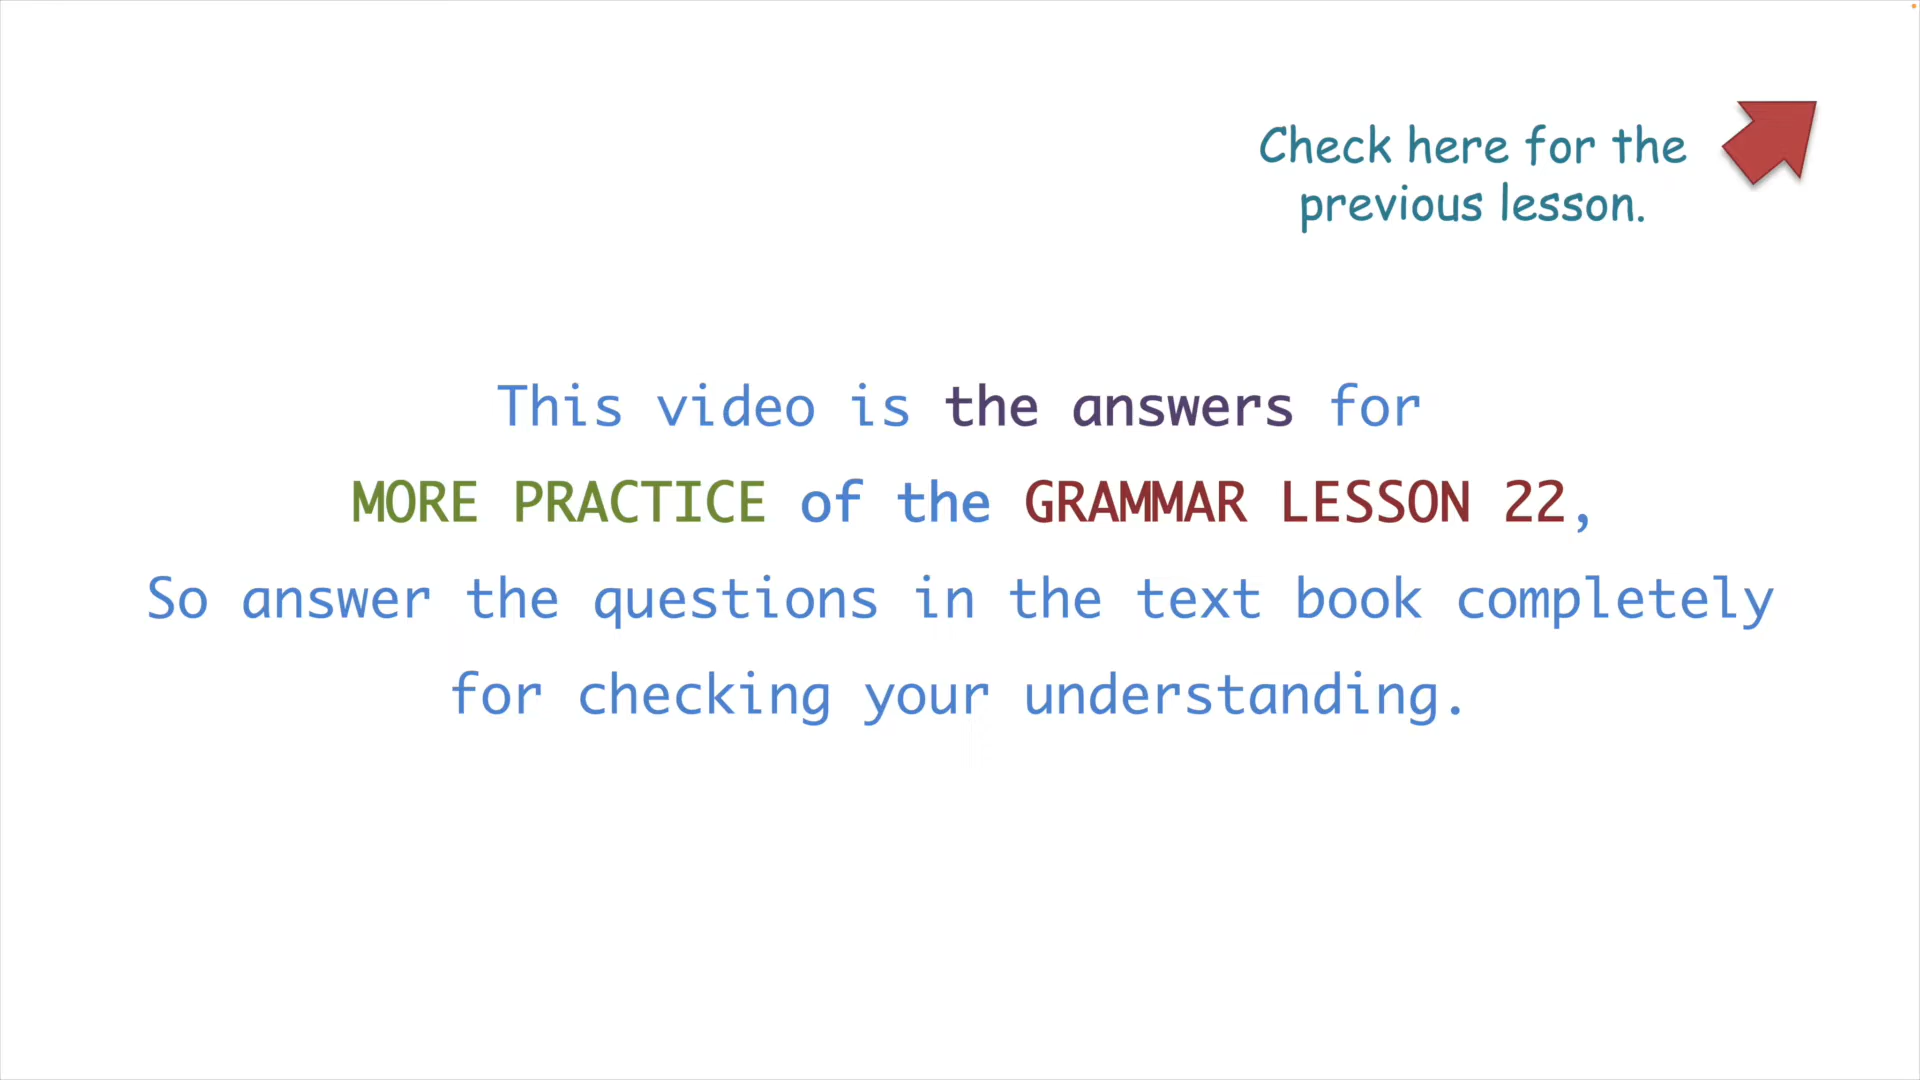 Check here for the
previous lesson.
This video is the answers for
MORE PRACTICE of the GRAMMAR LESSON 22,
So answer the questions in the text book completely
for checking your understanding.